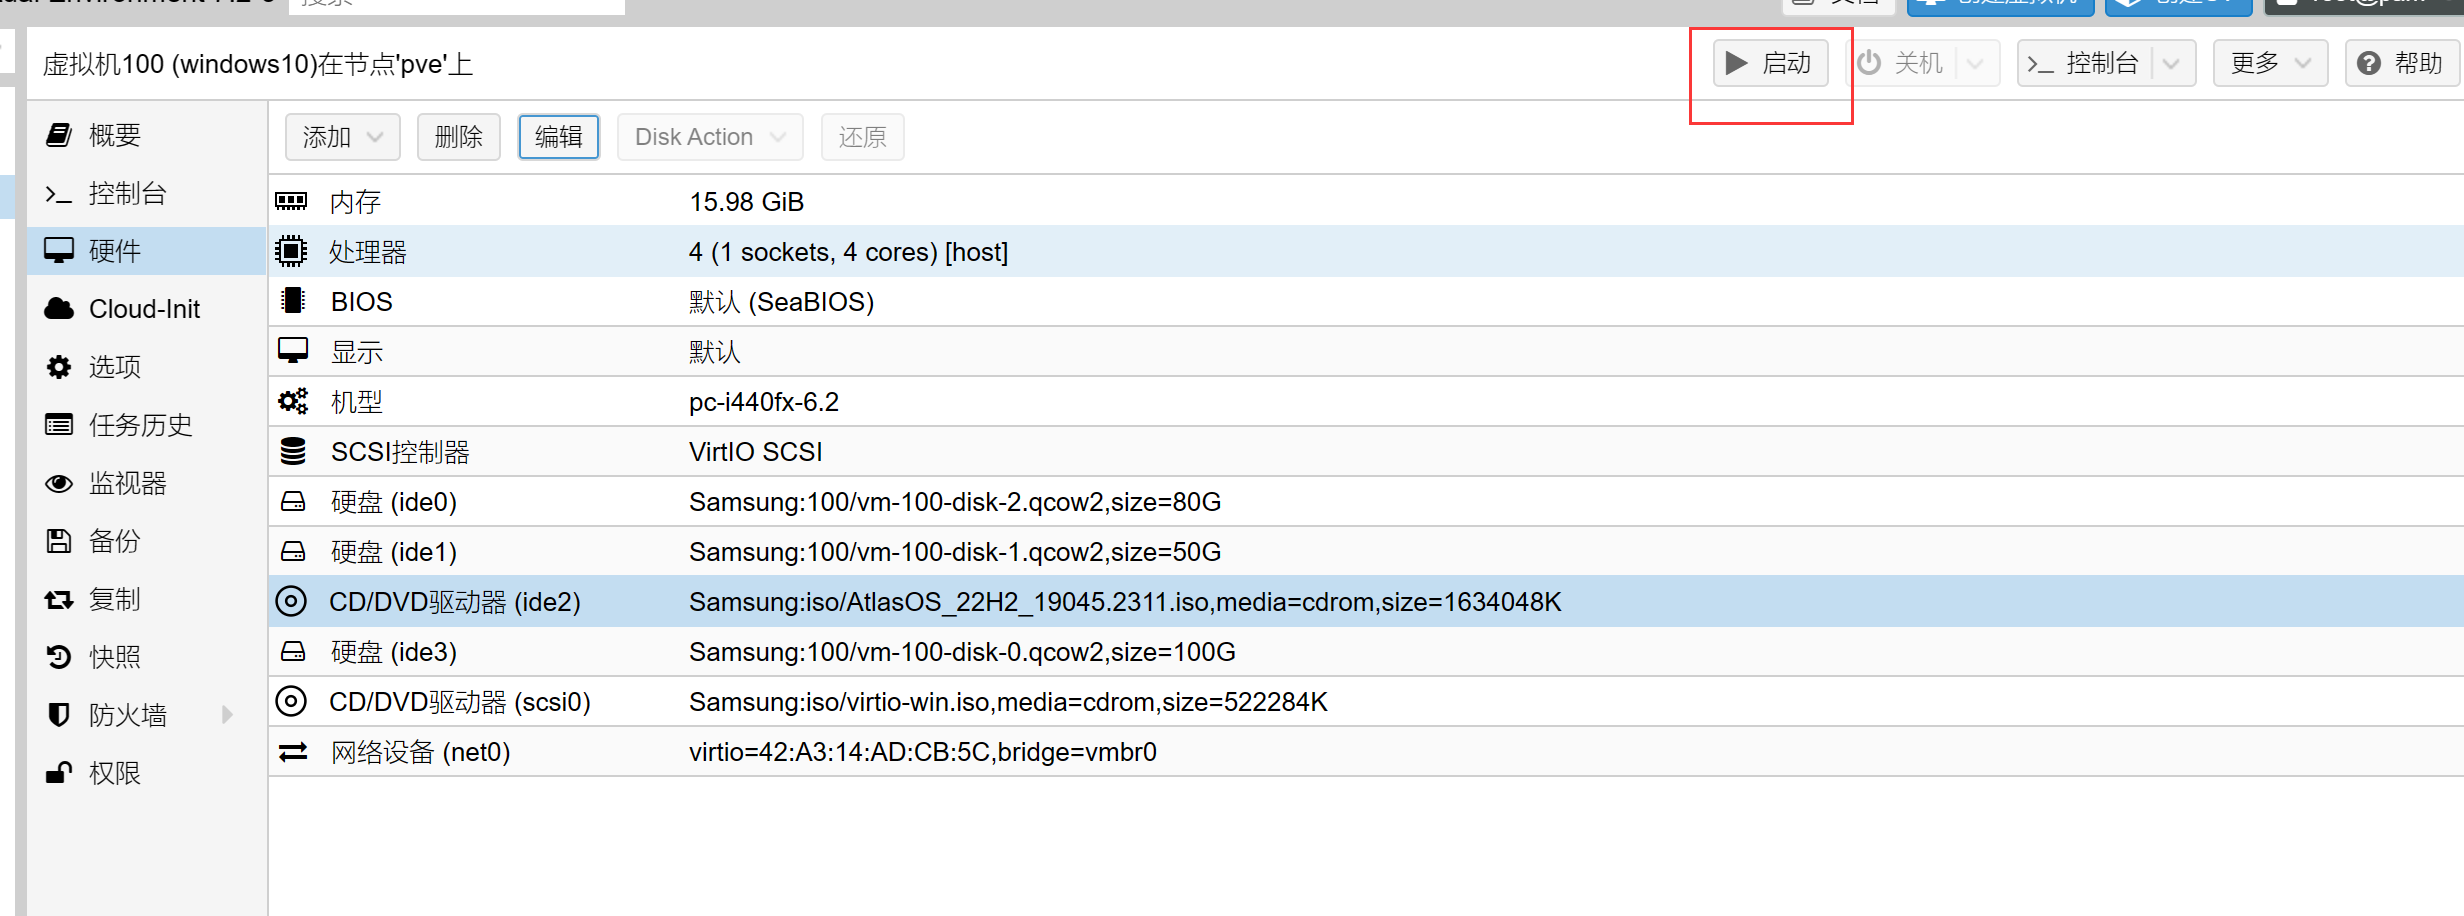 虚拟机100 (windows10)在节点'pve'上
启动
关机
控制台
更多
帮助
概要
控制台
硬件
Cloud-Init
选项
任务历史
监视器
备份
复制
快照
防火墙
权限
添加
删除
编辑
Disk Action
还原
内存 15.98 GiB
处理器 4 (1 sockets, 4 cores) [host]
BIOS 默认 (SeaBIOS)
显示 默认
机型 pc-i440fx-6.2
SCSI控制器 VirtIO SCSI
硬盘 (ide0) Samsung:100/vm-100-disk-2.qcow2,size=80G
硬盘 (ide1) Samsung:100/vm-100-disk-1.qcow2,size=50G
CD/DVD驱动器 (ide2) Samsung:iso/AtlasOS_22H2_19045.2311.iso,media=cdrom,size=1634048K
硬盘 (ide3) Samsung:100/vm-100-disk-0.qcow2,size=100G
CD/DVD驱动器 (scsi0) Samsung:iso/virtio-win.iso,media=cdrom,size=522284K
网络设备 (net0) virtio=42:A3:14:AD:CB:5C,bridge=vmbr0